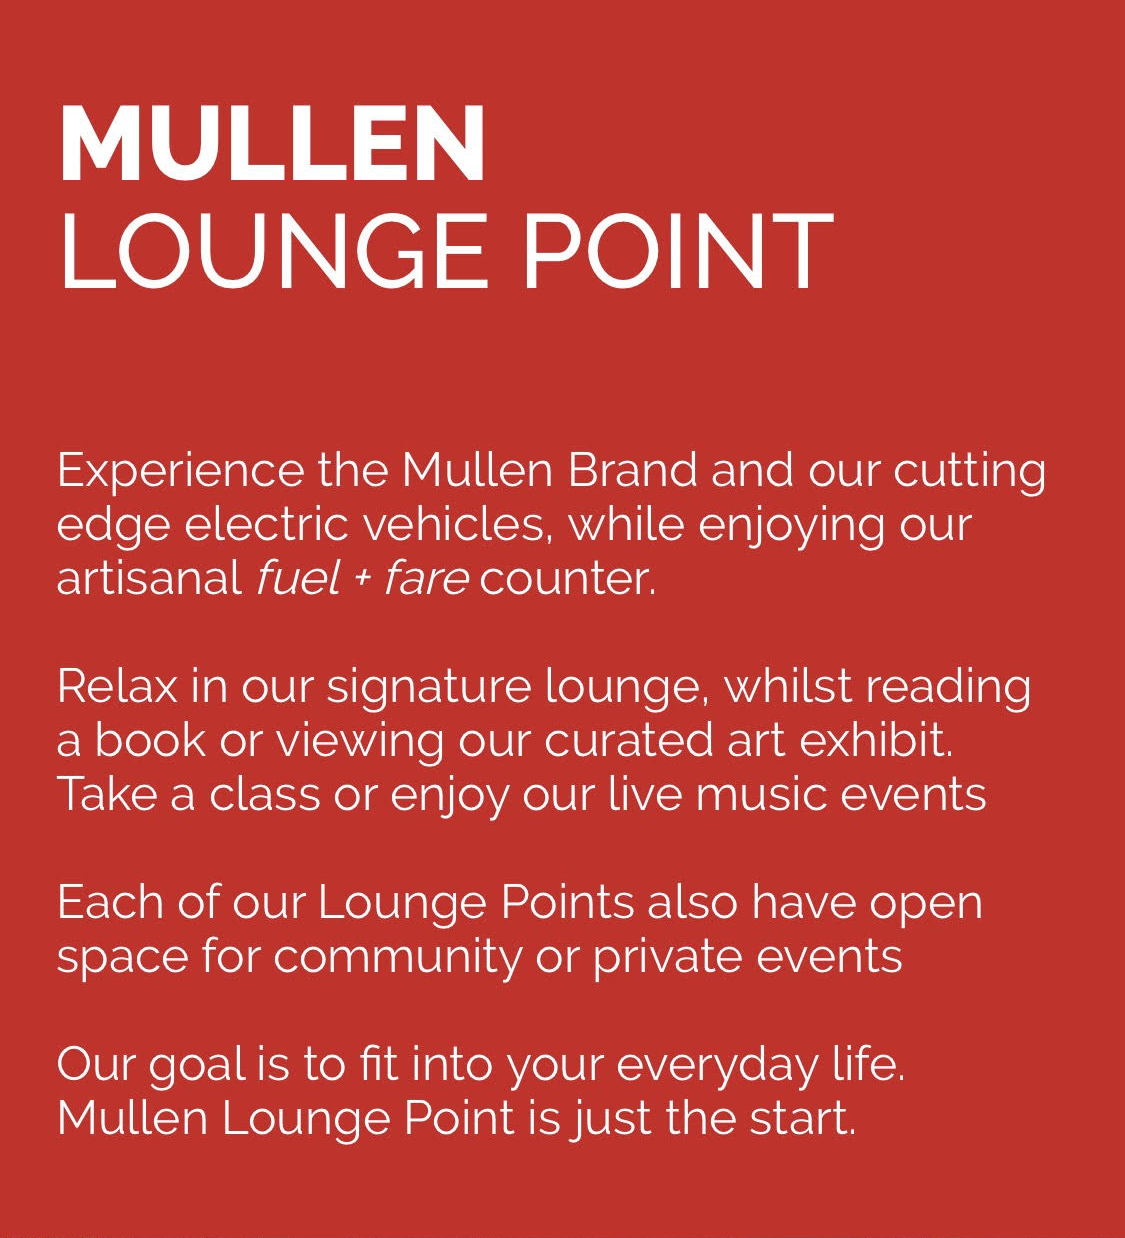 MULLEN
LOUNGE POINT
Experience the Mullen Brand and our cutting
edge electric vehicles, while enjoying our
artisanal fuel + fare counter.
Relax in our signature lounge, whilst reading
a book or viewing our curated art exhibit.
Take a class or enjoy our live music events
Each of our Lounge Points also have open
space for community or private events
Our goal is to fit into your everyday life.
Mullen Lounge Point is just the start.